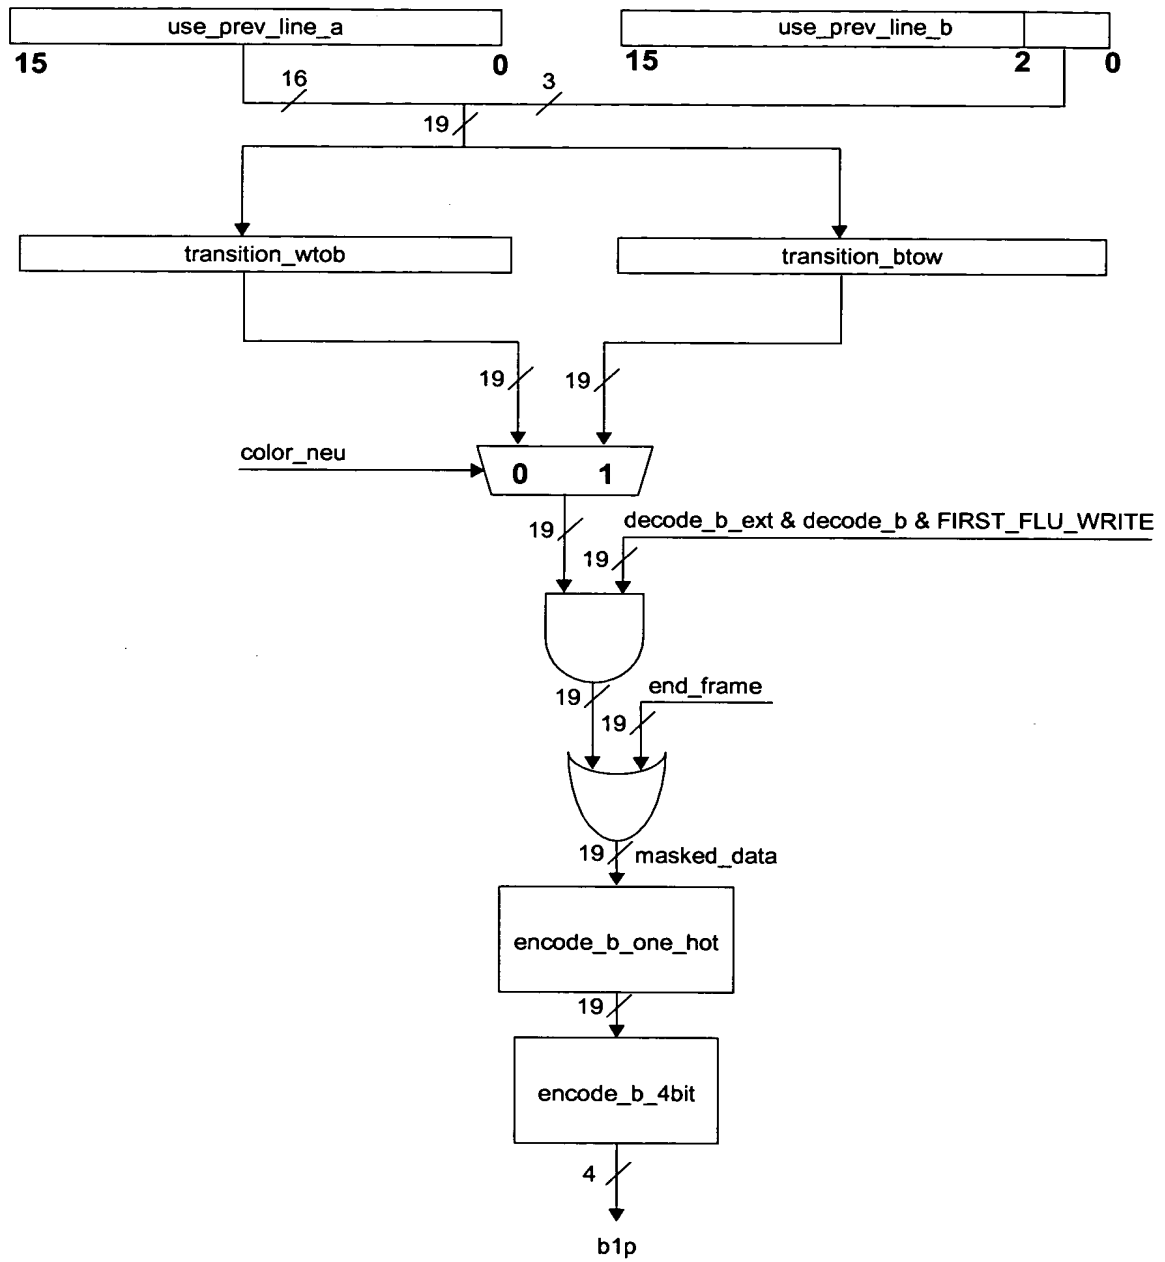 use_prev_line_a
use_prev_line_b
15
0
15
2
0
16
3
19
transition_wtob
transition_btow
19
19
color_neu
0
1
decode_b_ext & decode_b & FIRST_FLU_WRITE
19
19
end_frame
19
19
19
masked_data
encode_b_one_hot
19
encode_b_4bit
4
b1p